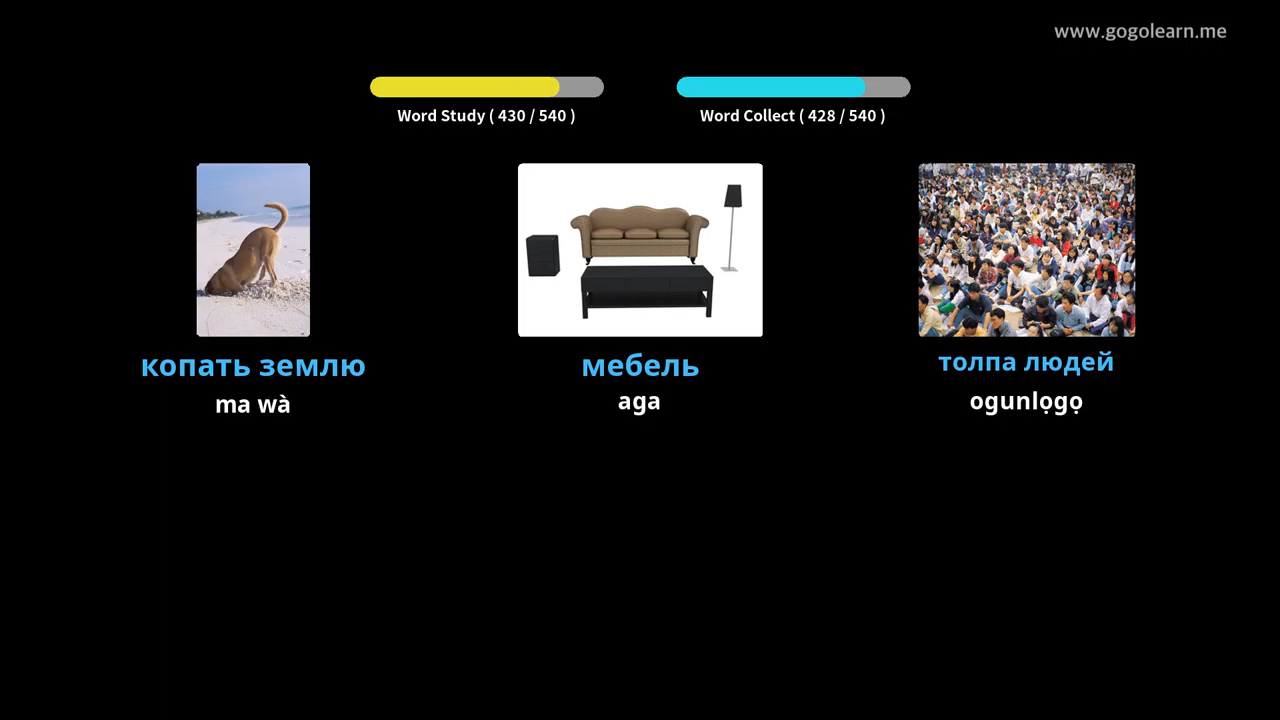 www.gogolearn.me
Word Study ( 430 / 540 )
Word Collect ( 428 / 540 )
копать землю
мебель
толпа людей
ma wà
aga
ogunlọgọ